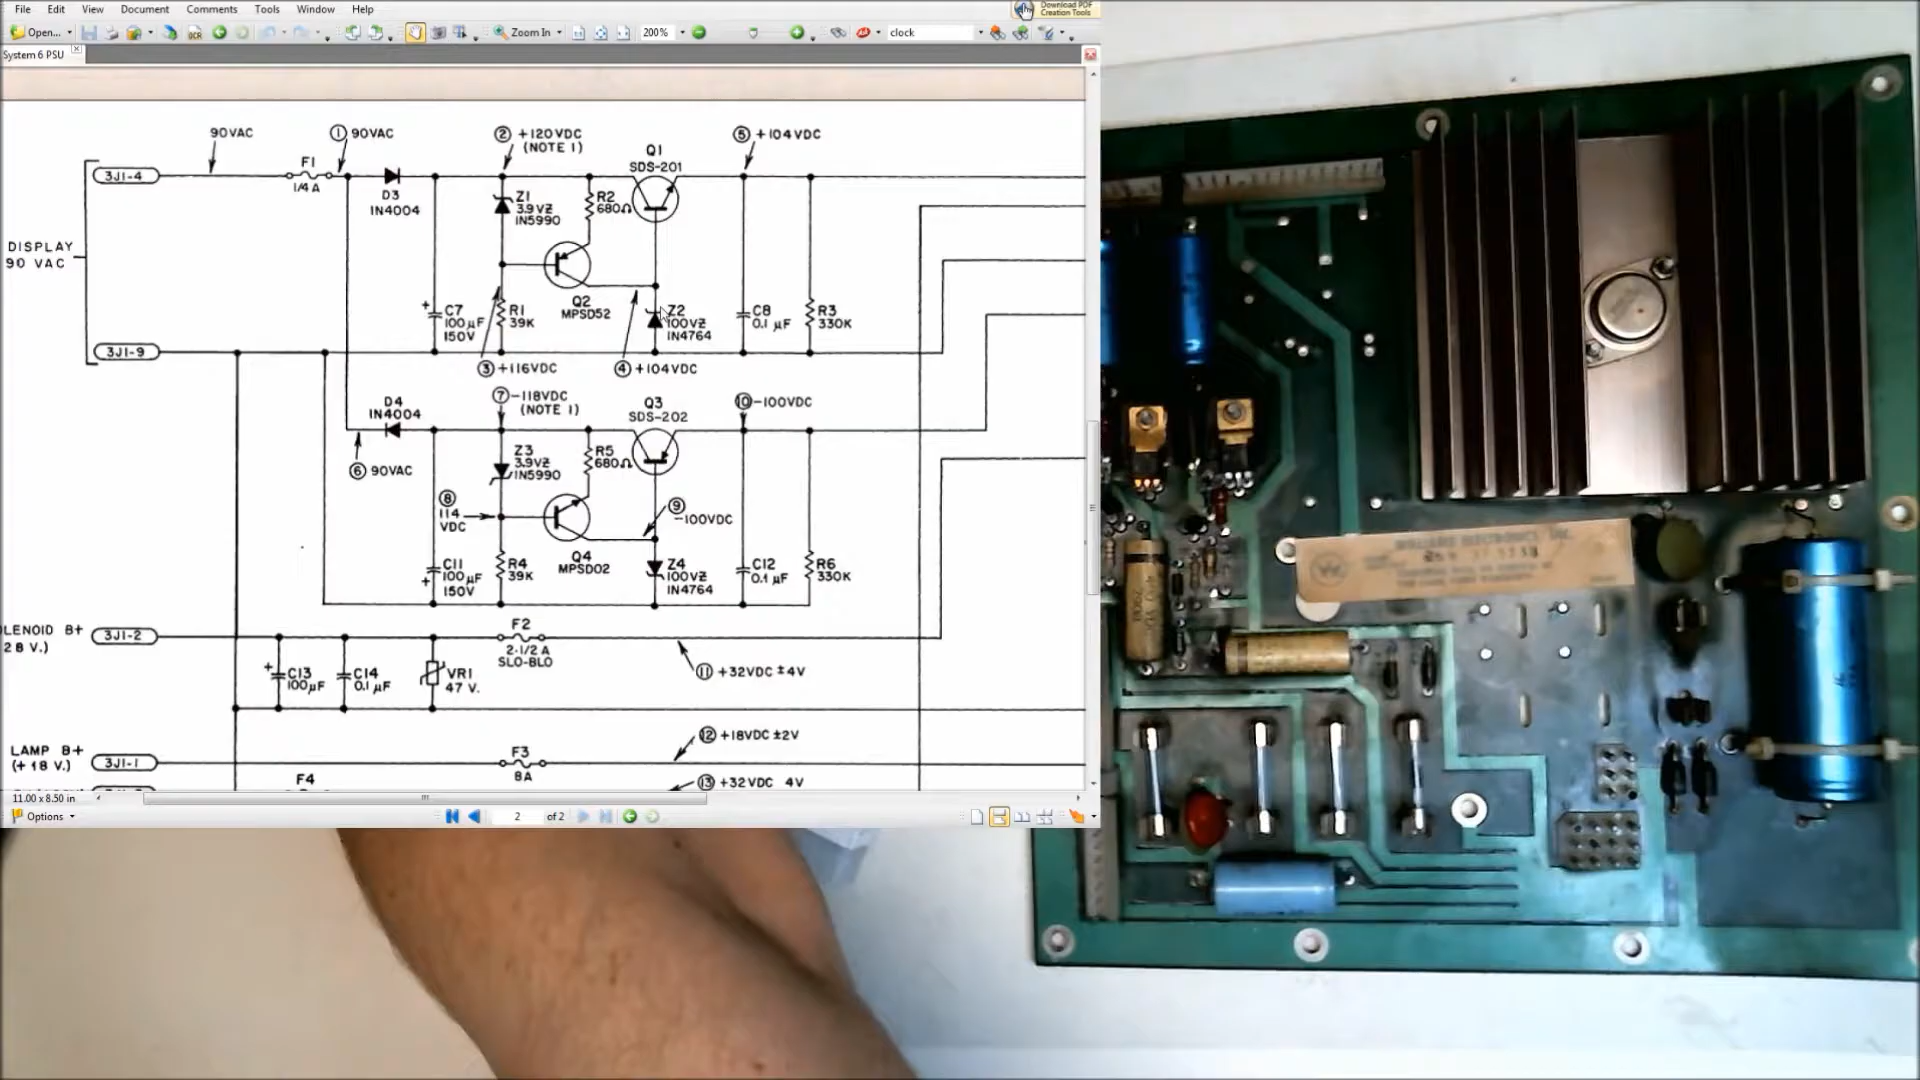 File Edit View Document Comments Tools Window Help
Download PDF
Creation Tools
Open... OCR Zoom In 200% clock
System 6 PSU
90VAC
① 90VAC
② +120VDC
(NOTE 1)
Q1
SDS-201
⑤ +104VDC
3J1-4
F1
1/4 A
D3
1N4004
Z1
3.9VZ
1N5990
R2
680Ω
DISPLAY
90 VAC
+
C7
100µF
150V
R1
39K
Q2
MPSD52
Z2
100VZ
1N4764
C8
0.1 µF
R3
330K
3J1-9
③ +116VDC
④ +104VDC
⑦ -118VDC
(NOTE 1)
D4
1N4004
Q3
SDS-202
⑩ -100VDC
⑥ 90VAC
Z3
3.9VZ
1N5990
R5
680Ω
⑧
114
VDC
⑨
-100VDC
C11
100µF
150V
+
R4
39K
Q4
MPSD02
Z4
100VZ
1N4764
C12
0.1 µF
R6
330K
OLENOID B+
28 V.)
3J1-2
F2
2-1/2 A
SLO-BLO
+
C13
100µF
C14
0.1 µF
VR1
47 V.
⑪ +32VDC ±4V
⑫ +18VDC ±2V
LAMP B+
(+18 V.)
3J1-1
F3
8A
F4
⑬ +32VDC 4V
11.00 x 8.50 in
Options 2 of 2